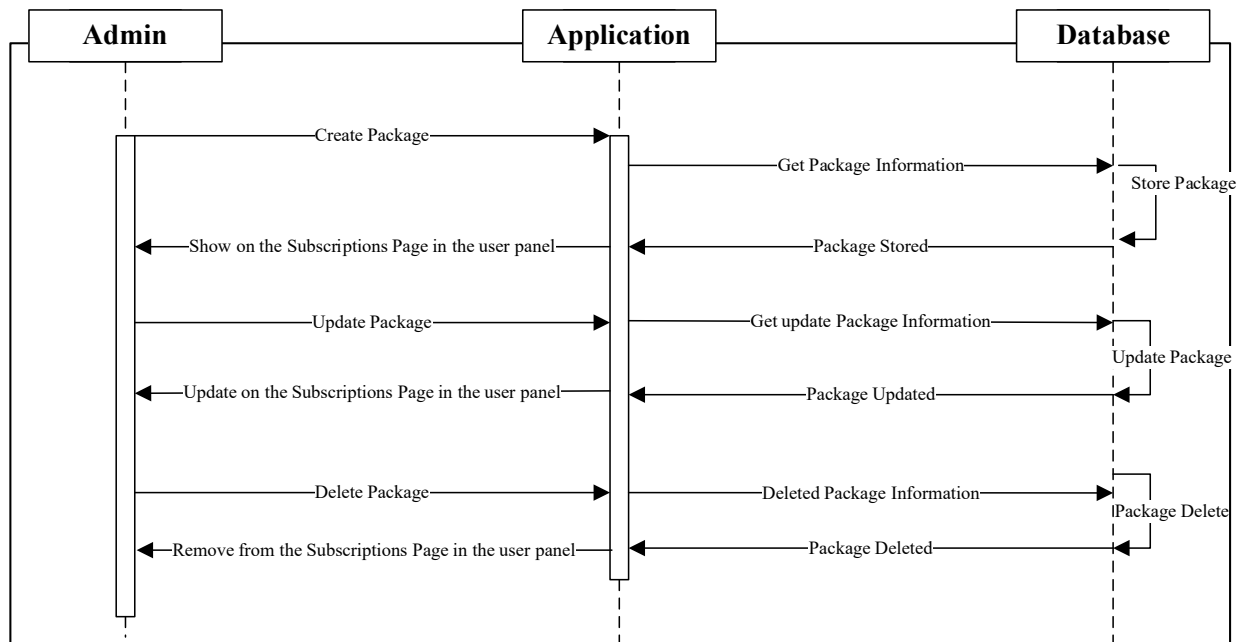 Admin
Application
Database
Create Package
Get Package Information
Store Package
Show on the Subscriptions Page in the user panel
Package Stored
Update Package
Get update Package Information
Update Package
Update on the Subscriptions Page in the user panel
Package Updated
Delete Package
Deleted Package Information
Package Delete
Remove from the Subscriptions Page in the user panel
Package Deleted